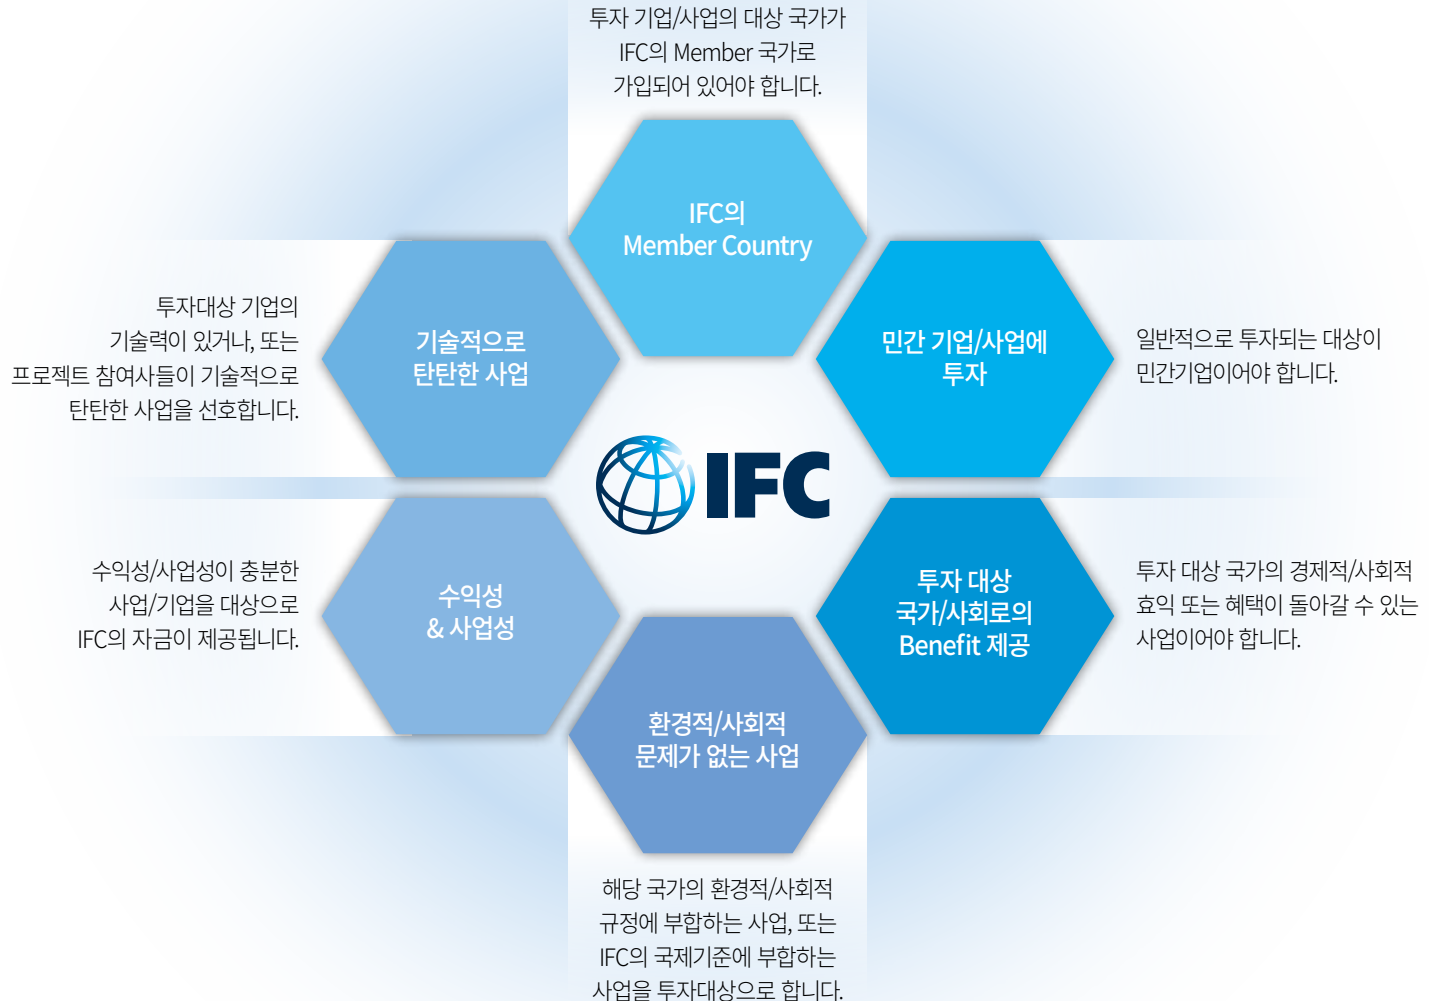 투자 기업/사업의 대상 국가가
IFC의 Member 국가로
가입되어 있어야 합니다.
IFC의
Member Country
민간 기업/사업에
투자
일반적으로 투자되는 대상이
민간기업이어야 합니다.
투자 대상
국가/사회로의
Benefit 제공
투자 대상 국가의 경제적/사회적
효익 또는 혜택이 돌아갈 수 있는
사업이어야 합니다.
환경적/사회적
문제가 없는 사업
해당 국가의 환경적/사회적
규정에 부합하는 사업, 또는
IFC의 국제기준에 부합하는
사업을 투자대상으로 합니다.
수익성
& 사업성
수익성/사업성이 충분한
사업/기업을 대상으로
IFC의 자금이 제공됩니다.
기술적으로
탄탄한 사업
투자대상 기업의
기술력이 있거나, 또는
프로젝트 참여사들이 기술적으로
탄탄한 사업을 선호합니다.
IFC